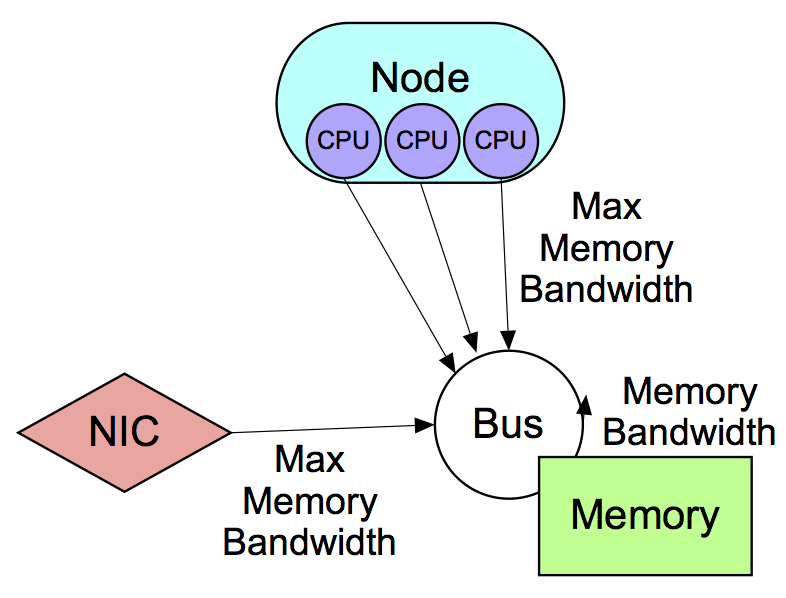 Node
CPU CPU CPU
Max
Memory
Bandwidth
Memory
Bandwidth
NIC
Bus
Max
Memory
Bandwidth
Memory